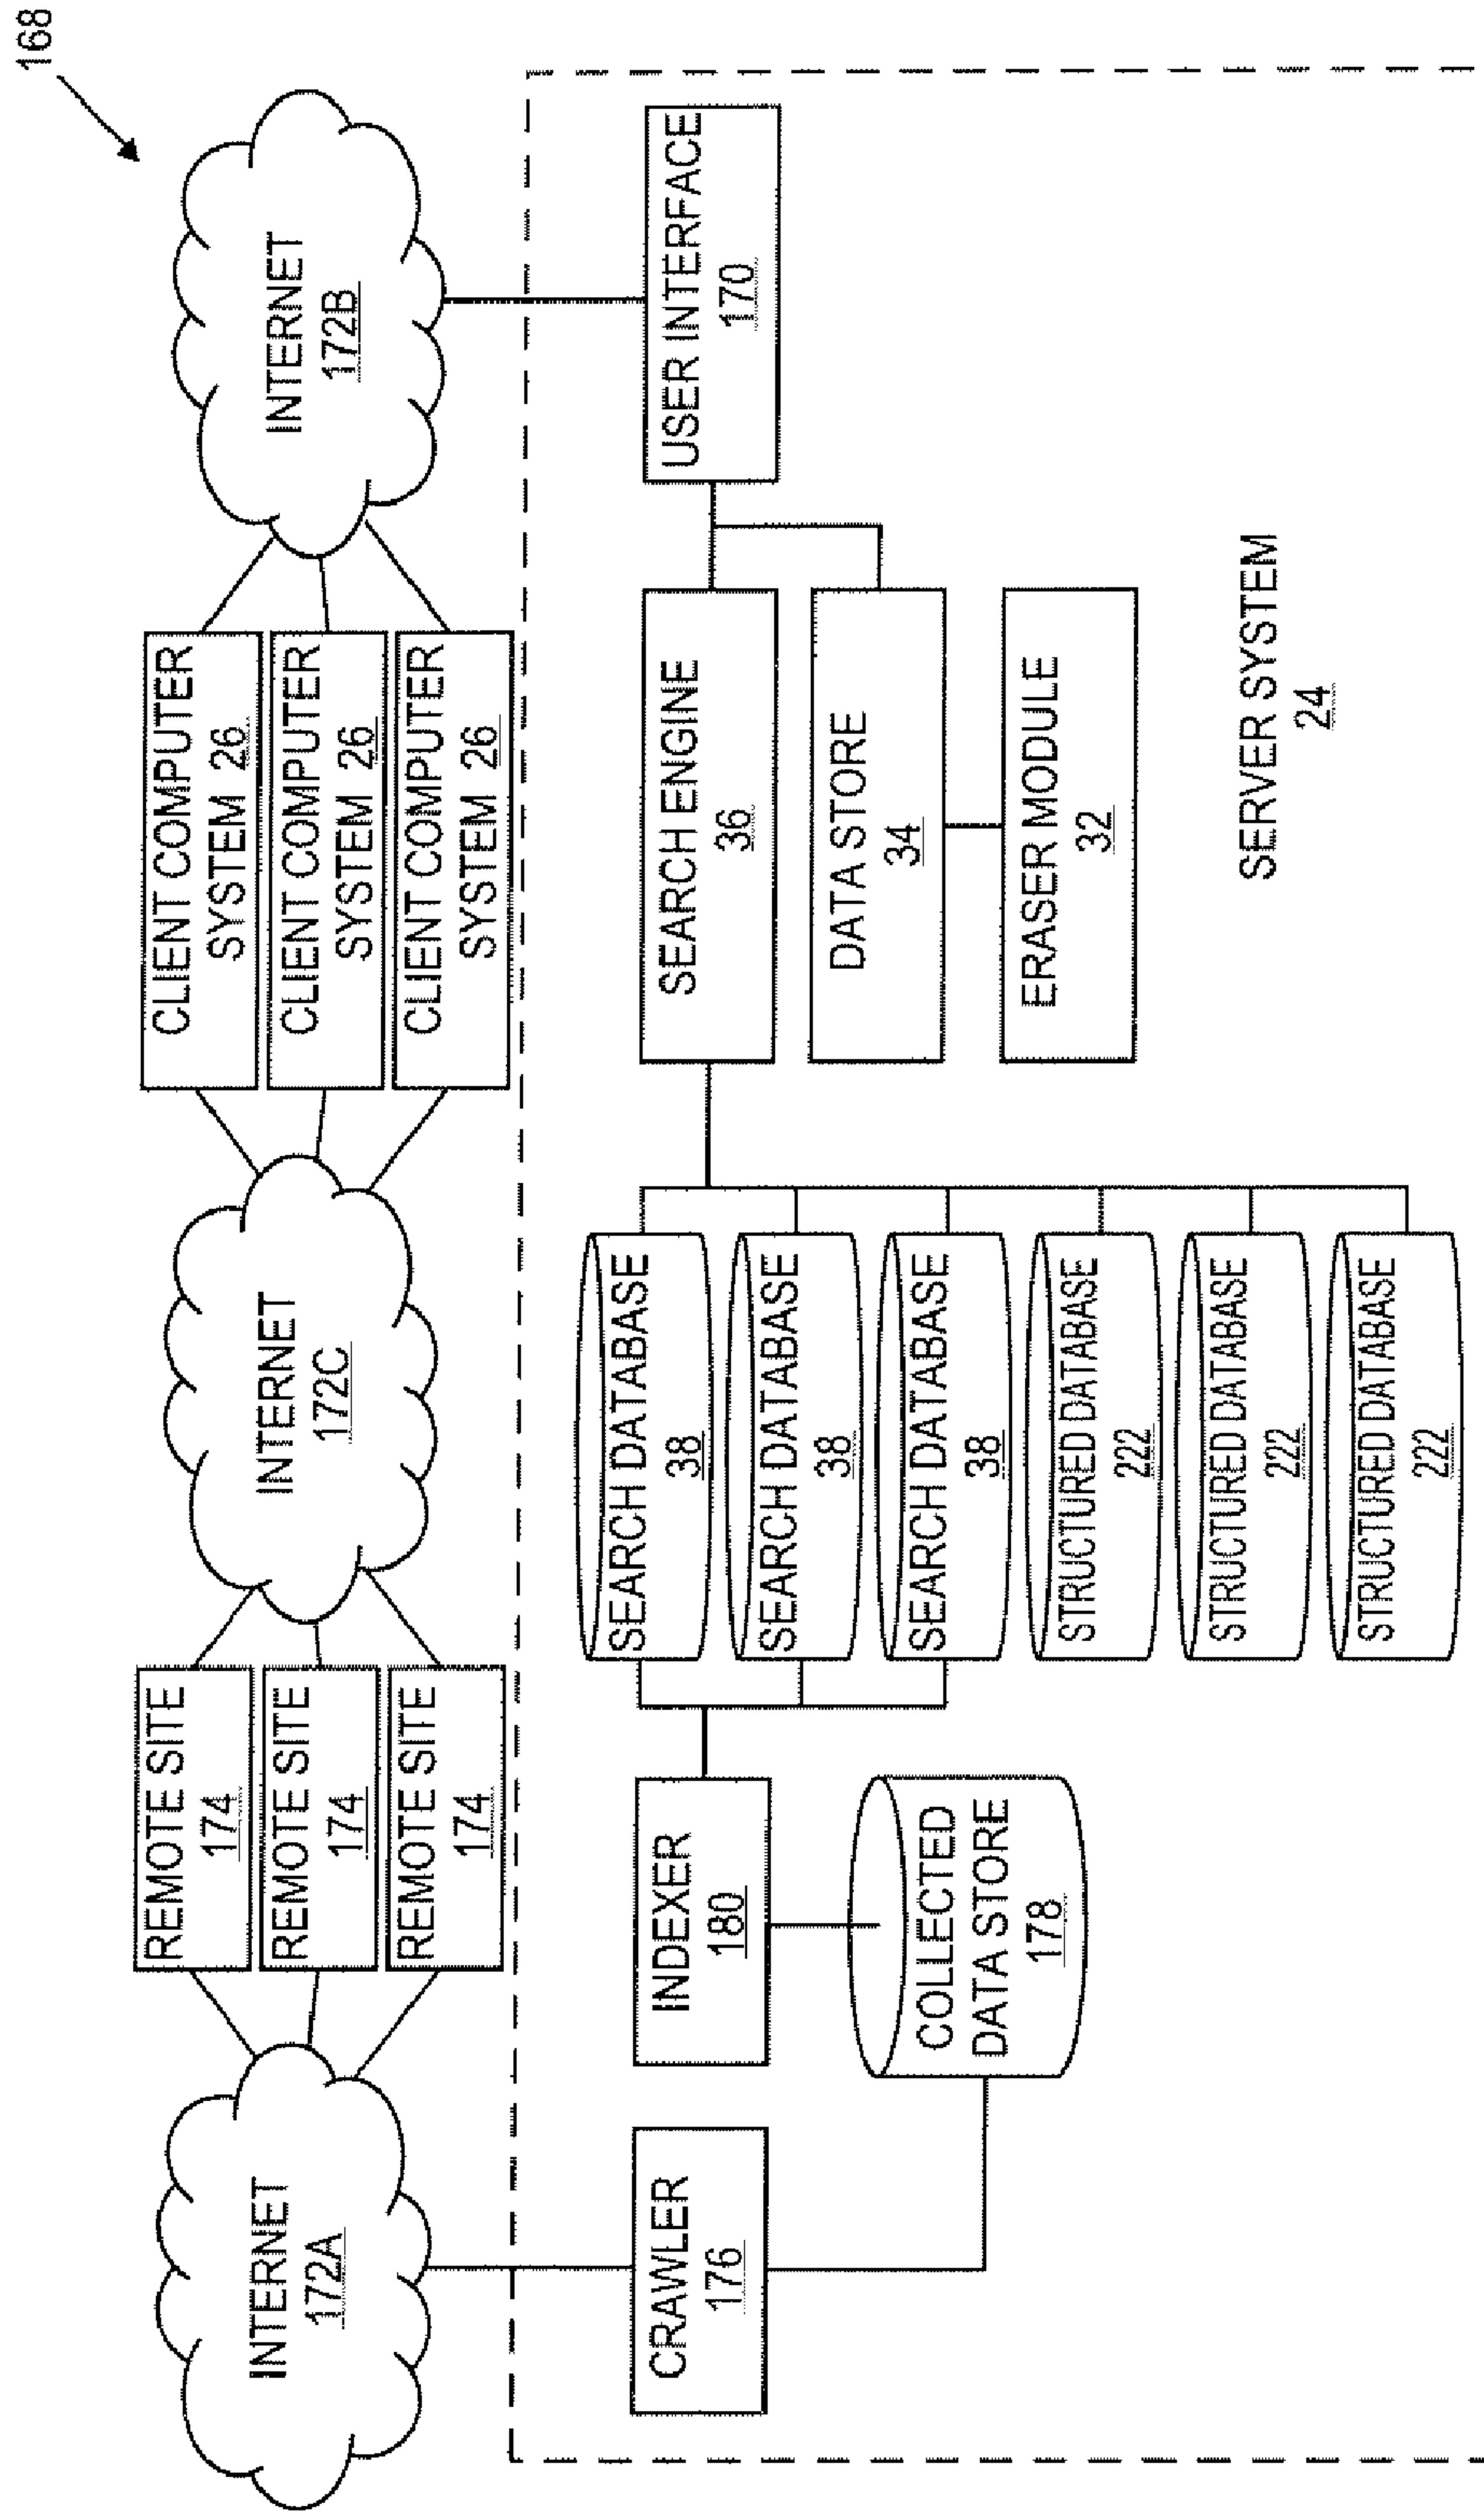 168
INTERNET
172A
REMOTE SITE
174
REMOTE SITE
174
REMOTE SITE
174
INTERNET
172C
CLIENT COMPUTER
SYSTEM 26
CLIENT COMPUTER
SYSTEM 26
CLIENT COMPUTER
SYSTEM 26
INTERNET
172B
CRAWLER
176
INDEXER
180
COLLECTED
DATA STORE
178
SEARCH DATABASE
38
SEARCH DATABASE
38
SEARCH DATABASE
38
STRUCTURED DATABASE
222
STRUCTURED DATABASE
222
STRUCTURED DATABASE
222
SEARCH ENGINE
36
DATA STORE
34
ERASER MODULE
32
USER INTERFACE
170
SERVER SYSTEM
24